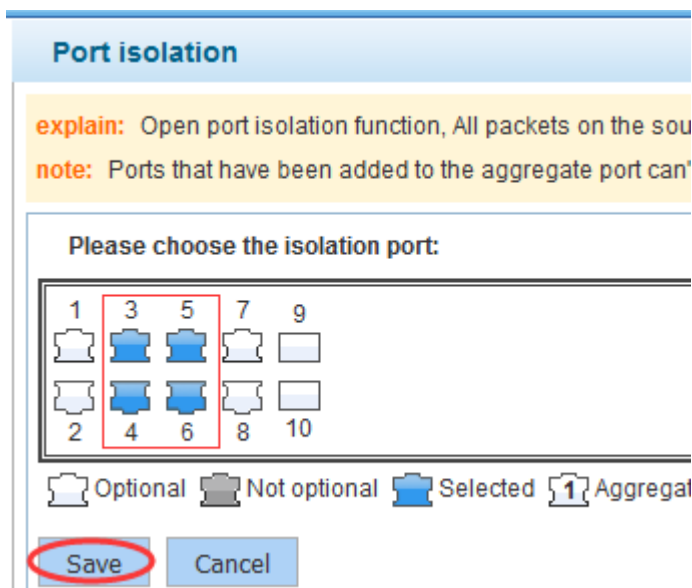 Port isolation
explain: Open port isolation function, All packets on the sou
note: Ports that have been added to the aggregate port can'
Please choose the isolation port:
1 3 5 7 9
2 4 6 8 10
Optional Not optional Selected 1 Aggregat
Save Cancel